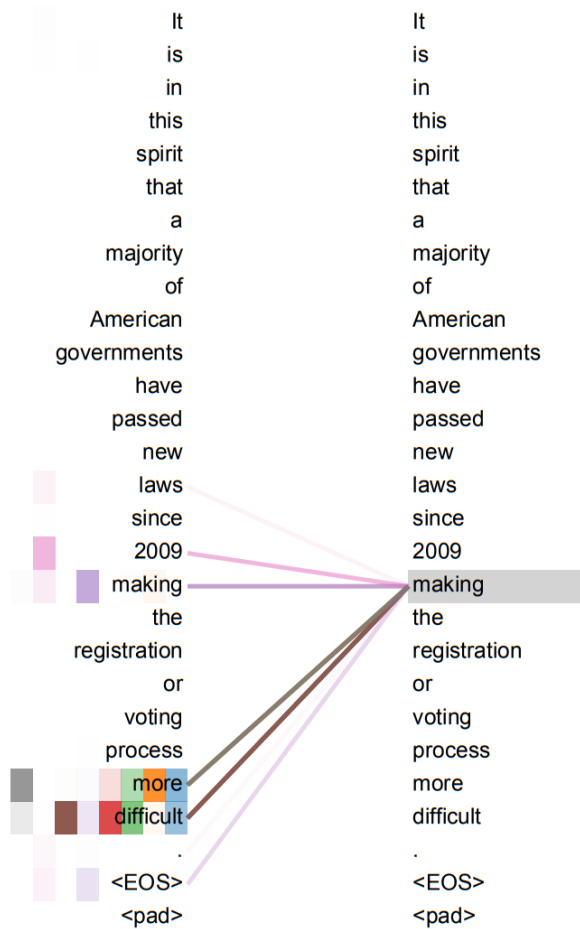 It It
is is
in in
this this
spirit spirit
that that
a a
majority majority
of of
American American
governments governments
have have
passed passed
new new
laws laws
since since
2009 2009
making making
the the
registration registration
or or
voting voting
process process
more more
difficult difficult
. .
<EOS> <EOS>
<pad> <pad>